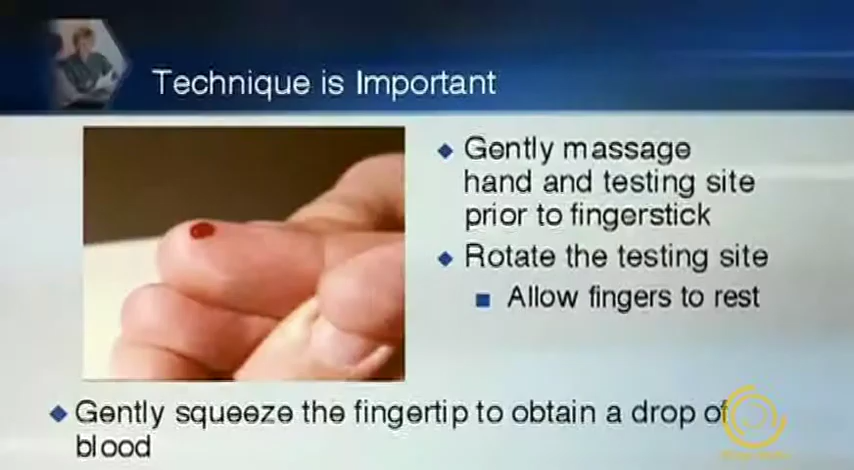 Technique is Important
Gently massage
hand and testing site
prior to fingerstick
Rotate the testing site
Allow fingers to rest
Gently squeeze the fingertip to obtain a drop of
blood